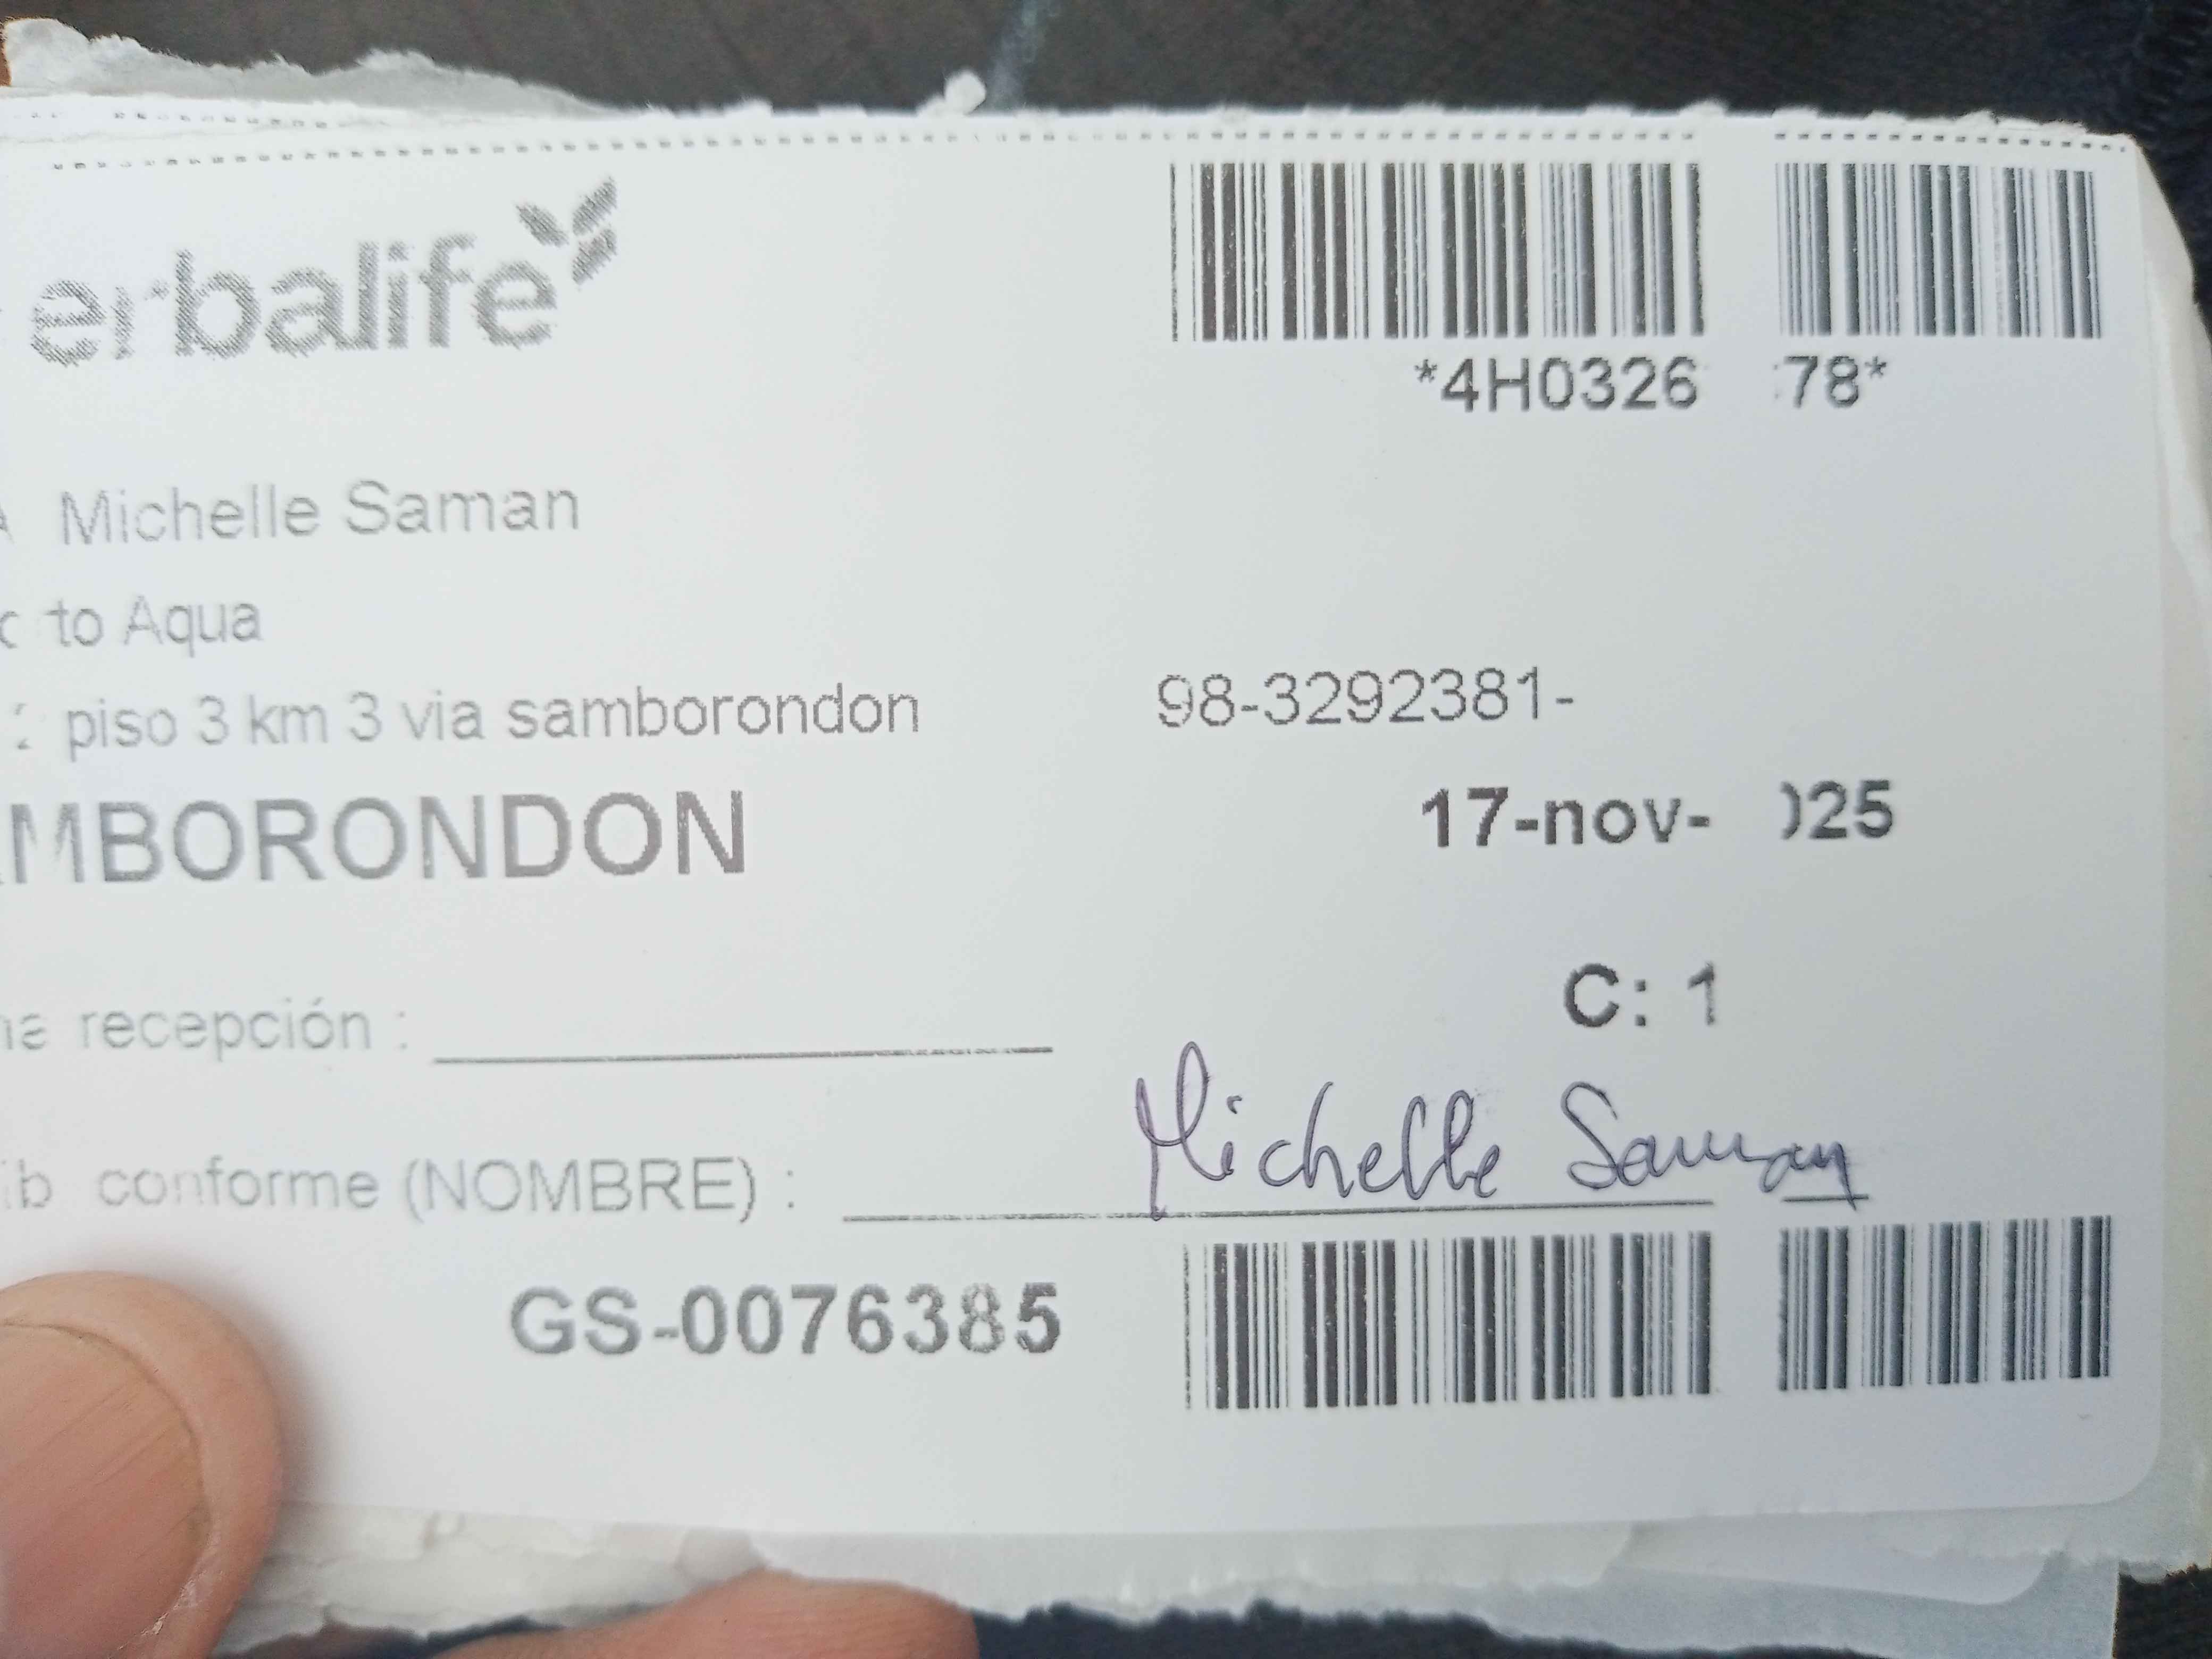 erbalife
*4H0326 78*
Michelle Saman
to Aqua
piso 3 km 3 via samborondon 98-3292381-
MBORONDON 17-nov- 025
C: 1
recepción :
conforme (NOMBRE) : Michelle Saman
GS-0076385